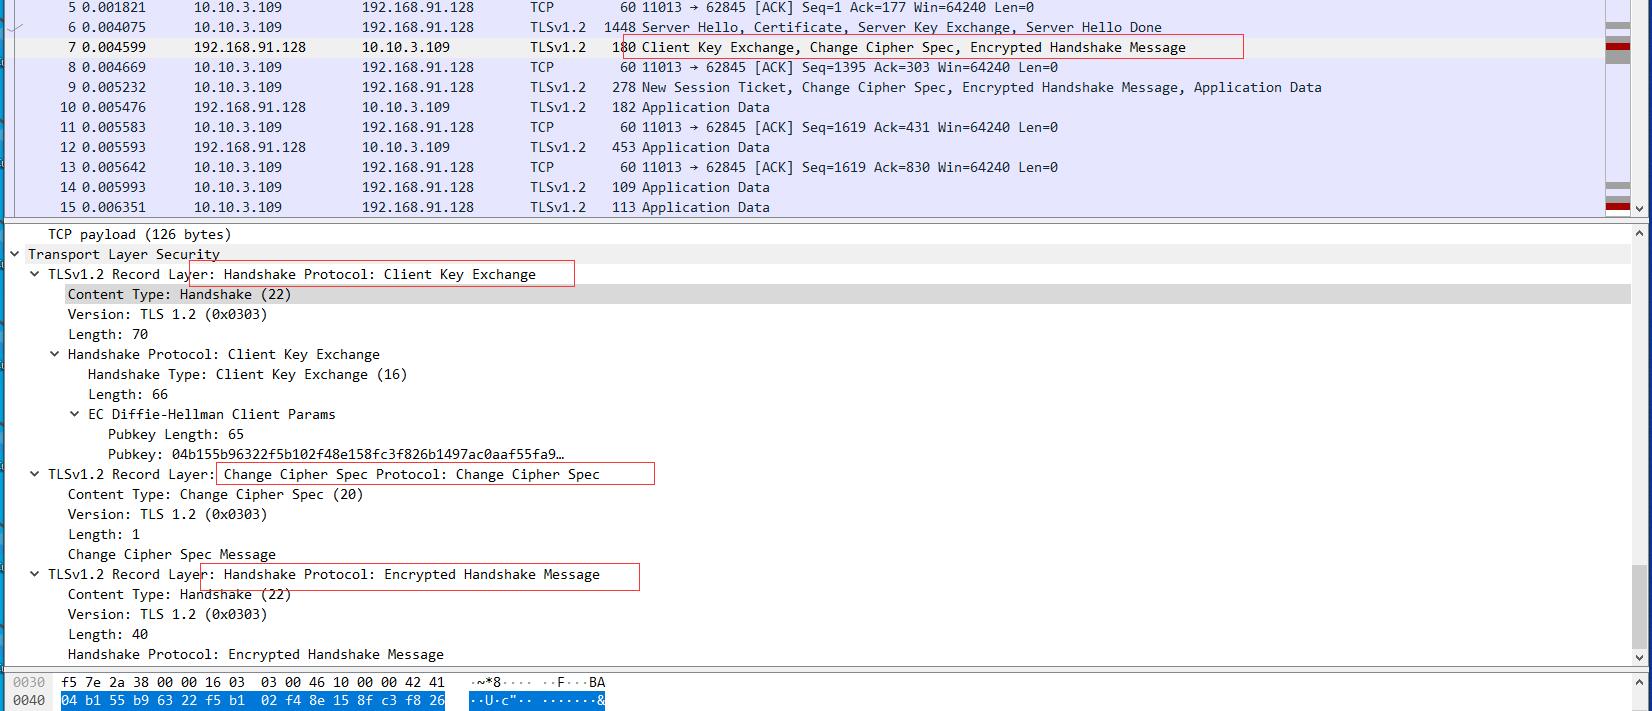 5 0.001821 10.10.3.109 192.168.91.128 TCP 60 11013 → 62845 [ACK] Seq=1 Ack=177 Win=64240 Len=0
6 0.004075 10.10.3.109 192.168.91.128 TLSv1.2 1448 Server Hello, Certificate, Server Key Exchange, Server Hello Done
7 0.004599 192.168.91.128 10.10.3.109 TLSv1.2 180 Client Key Exchange, Change Cipher Spec, Encrypted Handshake Message
8 0.004669 10.10.3.109 192.168.91.128 TCP 60 11013 → 62845 [ACK] Seq=1395 Ack=303 Win=64240 Len=0
9 0.005232 10.10.3.109 192.168.91.128 TLSv1.2 278 New Session Ticket, Change Cipher Spec, Encrypted Handshake Message, Application Data
10 0.005476 192.168.91.128 10.10.3.109 TLSv1.2 182 Application Data
11 0.005583 10.10.3.109 192.168.91.128 TCP 60 11013 → 62845 [ACK] Seq=1619 Ack=431 Win=64240 Len=0
12 0.005593 192.168.91.128 10.10.3.109 TLSv1.2 453 Application Data
13 0.005642 10.10.3.109 192.168.91.128 TCP 60 11013 → 62845 [ACK] Seq=1619 Ack=830 Win=64240 Len=0
14 0.005993 10.10.3.109 192.168.91.128 TLSv1.2 109 Application Data
15 0.006351 10.10.3.109 192.168.91.128 TLSv1.2 113 Application Data
TCP payload (126 bytes)
Transport Layer Security
TLSv1.2 Record Layer: Handshake Protocol: Client Key Exchange
Content Type: Handshake (22)
Version: TLS 1.2 (0x0303)
Length: 70
Handshake Protocol: Client Key Exchange
Handshake Type: Client Key Exchange (16)
Length: 66
EC Diffie-Hellman Client Params
Pubkey Length: 65
Pubkey: 04b155b96322f5b102f48e158fc3f826b1497ac0aaf55fa9…
TLSv1.2 Record Layer: Change Cipher Spec Protocol: Change Cipher Spec
Content Type: Change Cipher Spec (20)
Version: TLS 1.2 (0x0303)
Length: 1
Change Cipher Spec Message
TLSv1.2 Record Layer: Handshake Protocol: Encrypted Handshake Message
Content Type: Handshake (22)
Version: TLS 1.2 (0x0303)
Length: 40
Handshake Protocol: Encrypted Handshake Message
0030 f5 7e 2a 38 00 00 16 03 03 00 46 10 00 00 42 41 ·~*8···· ··F···BA
0040 04 b1 55 b9 63 22 f5 b1 02 f4 8e 15 8f c3 f8 26 ··U·c"·· ·······&